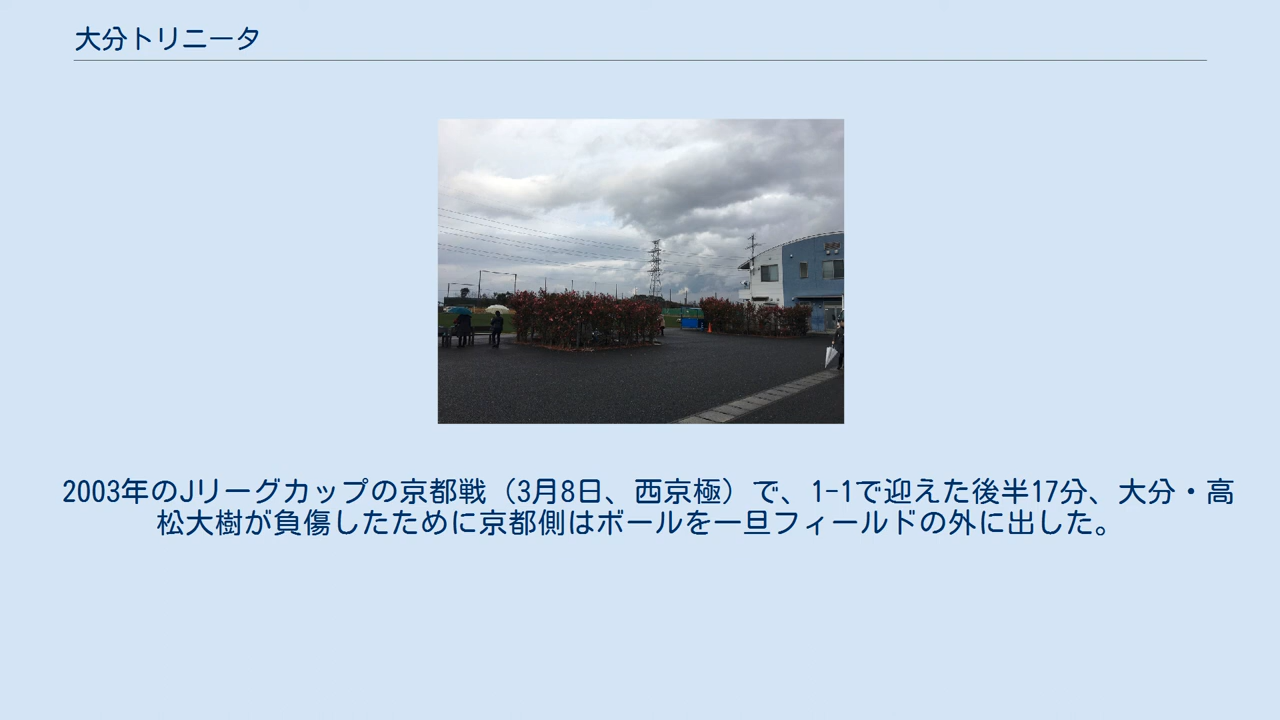 大分トリニータ
2003年のJリーグカップの京都戦（3月8日、西京極）で、1-1で迎えた後半17分、大分・高
松大樹が負傷したために京都側はボールを一旦フィールドの外に出した。